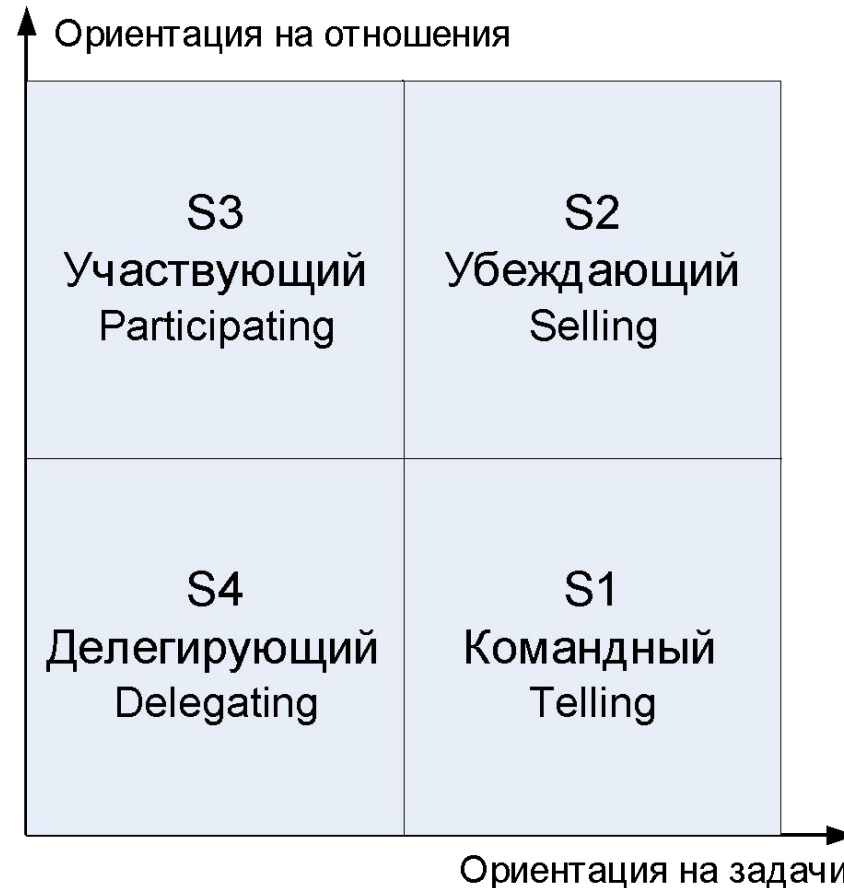 Ориентация на отношения
S3
Участвующий
Participating
S2
Убеждающий
Selling
S4
Делегирующий
Delegating
S1
Командный
Telling
Ориентация на задачи